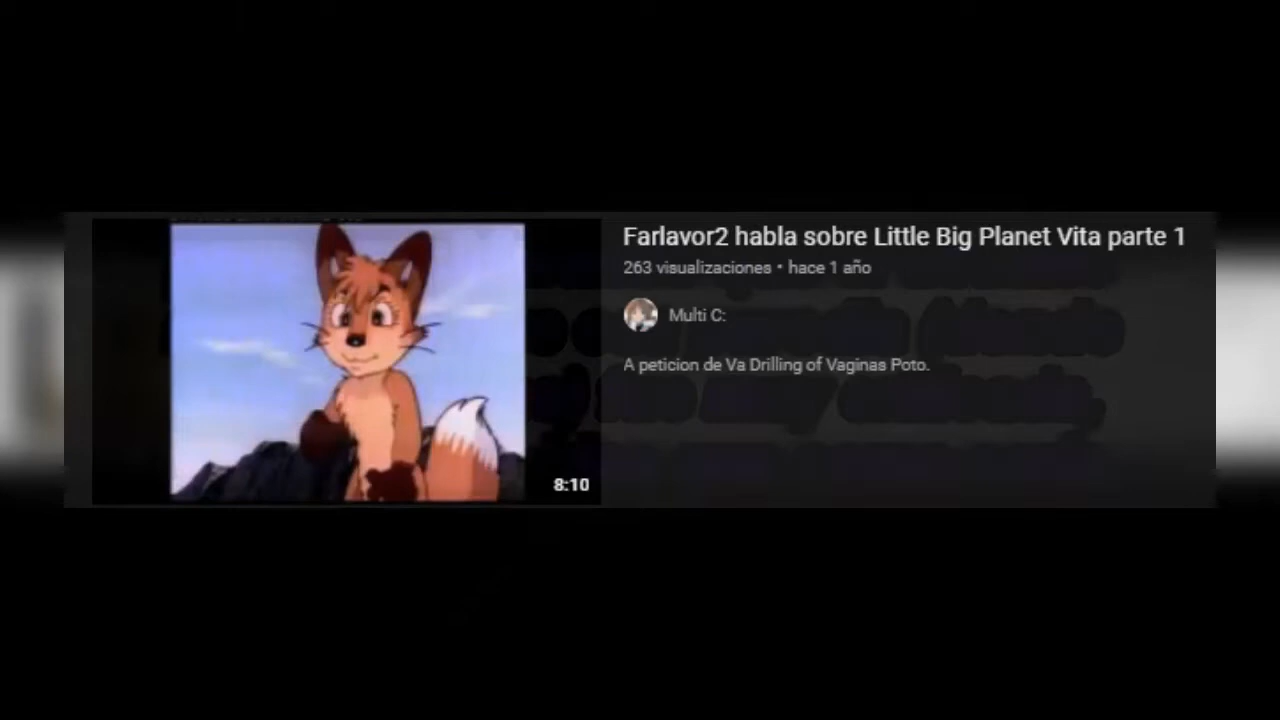 Farlavor2 habla sobre Little Big Planet Vita parte 1
263 visualizaciones • hace 1 año
Multi C:
A peticion de Va Drilling of Vaginas Poto.
8:10